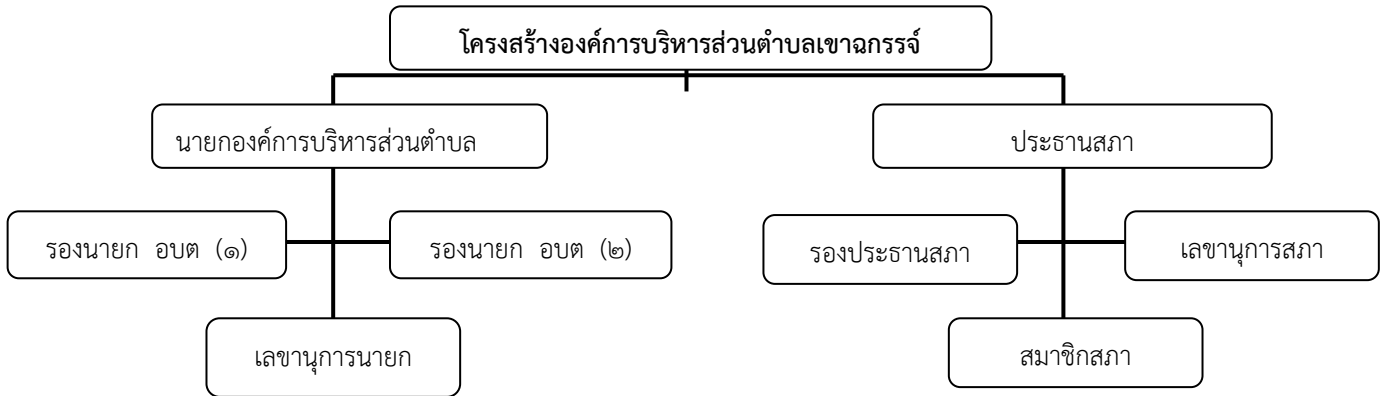 โครงสร้างองค์การบริหารส่วนตำบลเขาฉกรรจ์
นายกองค์การบริหารส่วนตำบล
ประธานสภา
รองนายก อบต (๑)
รองนายก อบต (๒)
รองประธานสภา
เลขานุการสภา
เลขานุการนายก
สมาชิกสภา